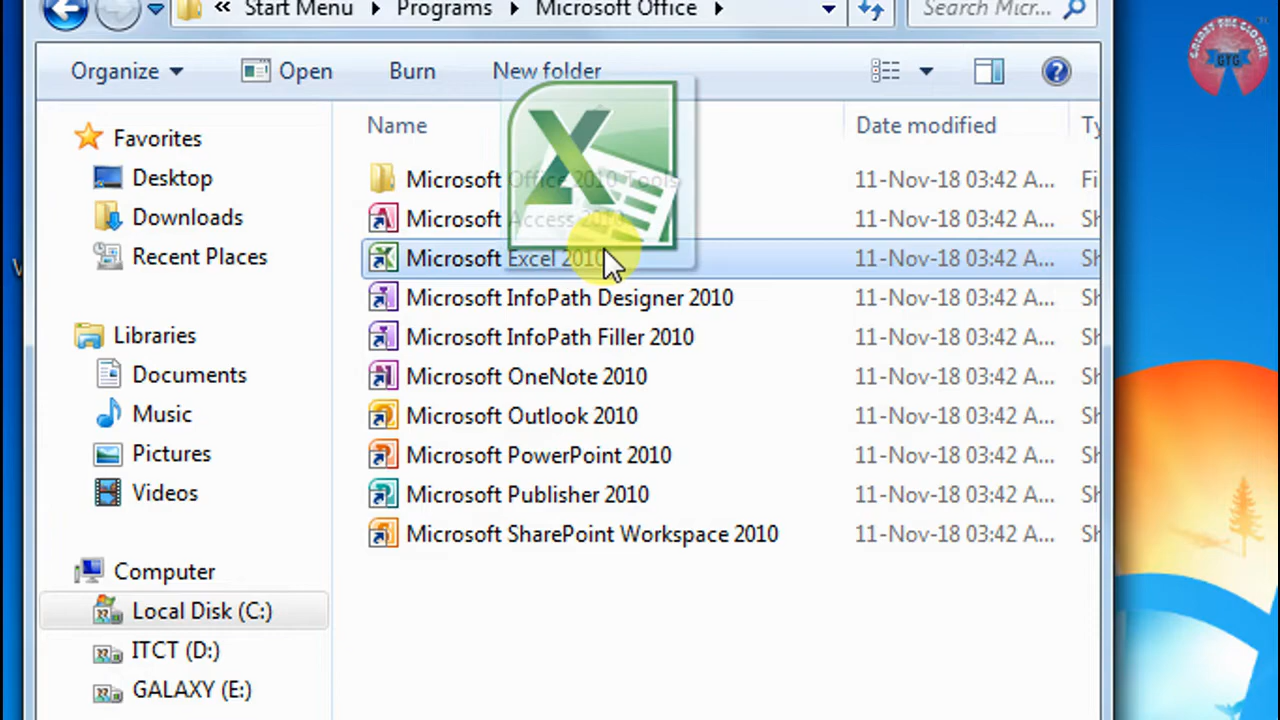 « Start Menu Programs Microsoft Office Search Micr...
Organize Open Burn New folder
Name Date modified Ty
Favorites
Desktop
Downloads
Recent Places
Libraries
Documents
Music
Pictures
Videos
Computer
Local Disk (C:)
ITCT (D:)
GALAXY (E:)
Microsoft Office 2010 Tools 11-Nov-18 03:42 A... Fi
Microsoft Access 2010 11-Nov-18 03:42 A... Sh
Microsoft Excel 2010 11-Nov-18 03:42 A... Sh
Microsoft InfoPath Designer 2010 11-Nov-18 03:42 A... Sh
Microsoft InfoPath Filler 2010 11-Nov-18 03:42 A... Sh
Microsoft OneNote 2010 11-Nov-18 03:42 A... Sh
Microsoft Outlook 2010 11-Nov-18 03:42 A... Sh
Microsoft PowerPoint 2010 11-Nov-18 03:42 A... Sh
Microsoft Publisher 2010 11-Nov-18 03:42 A... Sh
Microsoft SharePoint Workspace 2010 11-Nov-18 03:42 A... Sh
GYG